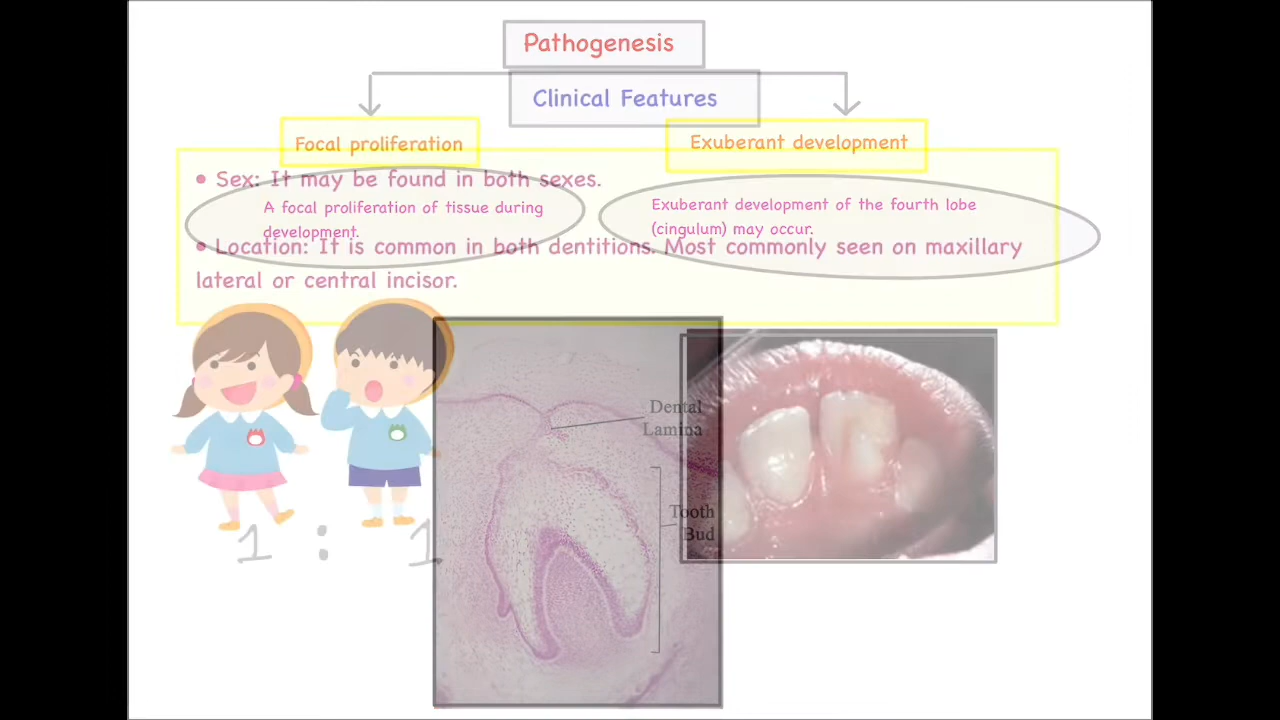 Pathogenesis
Clinical Features
Focal proliferation
Exuberant development
• Sex: It may be found in both sexes.
A focal proliferation of tissue during
development.
Exuberant development of the fourth lobe
(cingulum) may occur.
• Location: It is common in both dentitions. Most commonly seen on maxillary
lateral or central incisor.
Dental
Lamina
Tooth
Bud
1 : 1